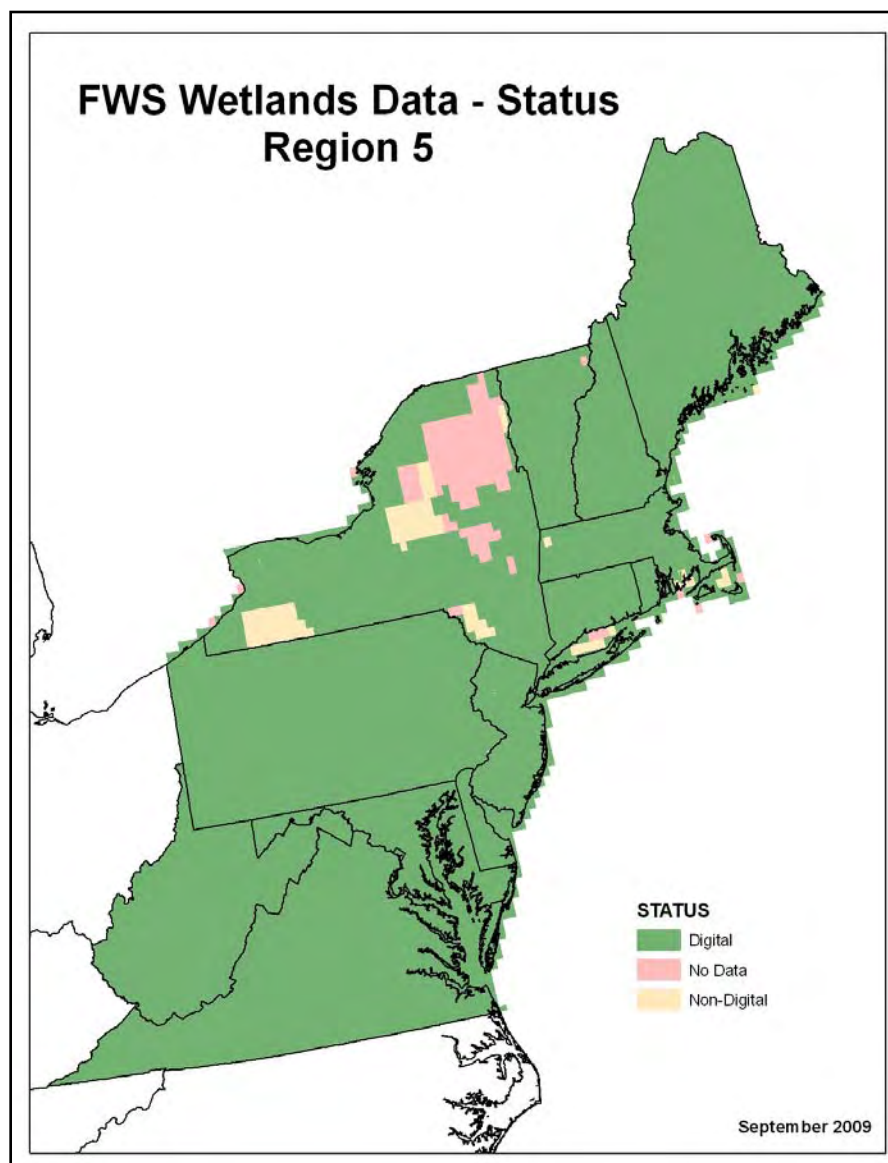 FWS Wetlands Data - Status
Region 5
STATUS
Digital
No Data
Non-Digital
September 2009